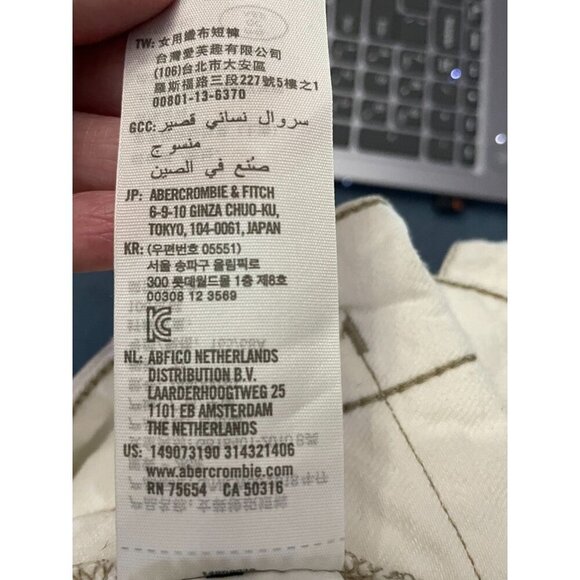 TW: 女用織布短褲
台灣愛芙趣有限公司
(106)台北市大安區
羅斯福路三段227號5樓之1
00801-13-6370
GCC: سروال نسائي قصير
منسوج
صُنع في الصين
JP: ABERCROMBIE & FITCH
6-9-10 GINZA CHUO-KU,
TOKYO, 104-0061, JAPAN
KR: (우편번호 05551)
서울 송파구 올림픽로
300 롯데월드몰 1층 제8호
00308 12 3569
NL: ABFICO NETHERLANDS
DISTRIBUTION B.V.
LAARDERHOOGTWEG 25
1101 EB AMSTERDAM
THE NETHERLANDS
US: 149073190 314321406
www.abercrombie.com
RN 75654 CA 50316